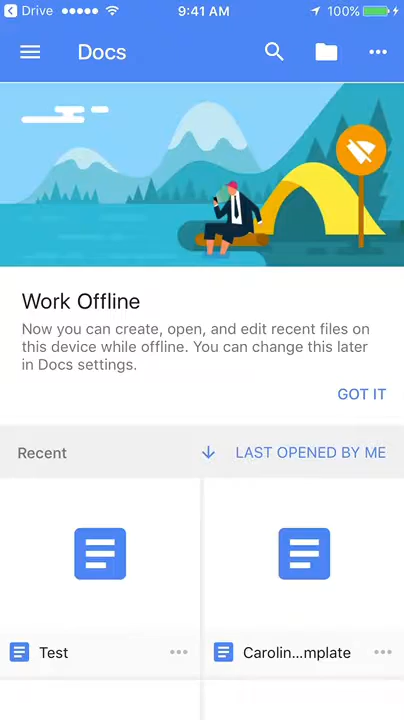 Drive 9:41 AM 100%
Docs
Work Offline
Now you can create, open, and edit recent files on
this device while offline. You can change this later
in Docs settings.
GOT IT
Recent LAST OPENED BY ME
Test Carolin...mplate